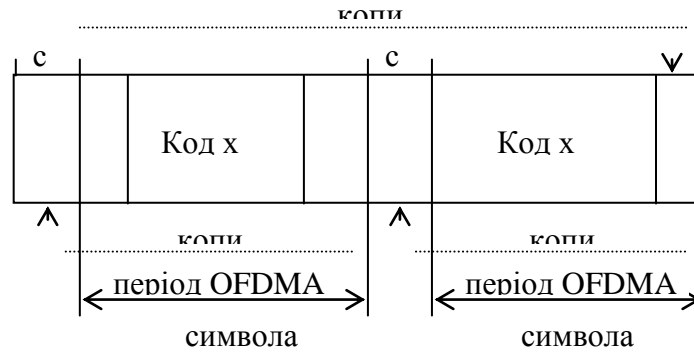 копи
с с
Код х Код х
копи копи
період OFDMA період OFDMA
символа символа